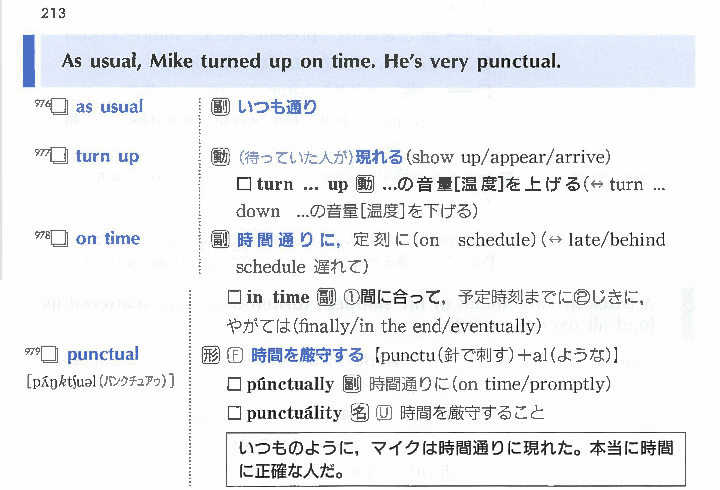 213
As usual, Mike turned up on time. He's very punctual.
976 □ as usual 副 いつも通り
977 □ turn up 動 (待っていた人が)現れる(show up/appear/arrive)
□ turn … up 動 …の音量[温度]を上げる(↔ turn …
down …の音量[温度]を下げる)
978 □ on time 副 時間通りに, 定刻に(on schedule)(↔ late/behind
schedule 遅れて)
□ in time 副 ①間に合って, 予定時刻までに②じきに,
やがては(finally/in the end/eventually)
979 □ punctual 形 F 時間を厳守する【punctu(針で刺す)+al(ような)】
[pʌ́ŋktʃuəl(パンクチュアゥ)] □ púnctually 副 時間通りに(on time/promptly)
□ punctuálity 名 U 時間を厳守すること
いつものように, マイクは時間通りに現れた。本当に時間
に正確な人だ。